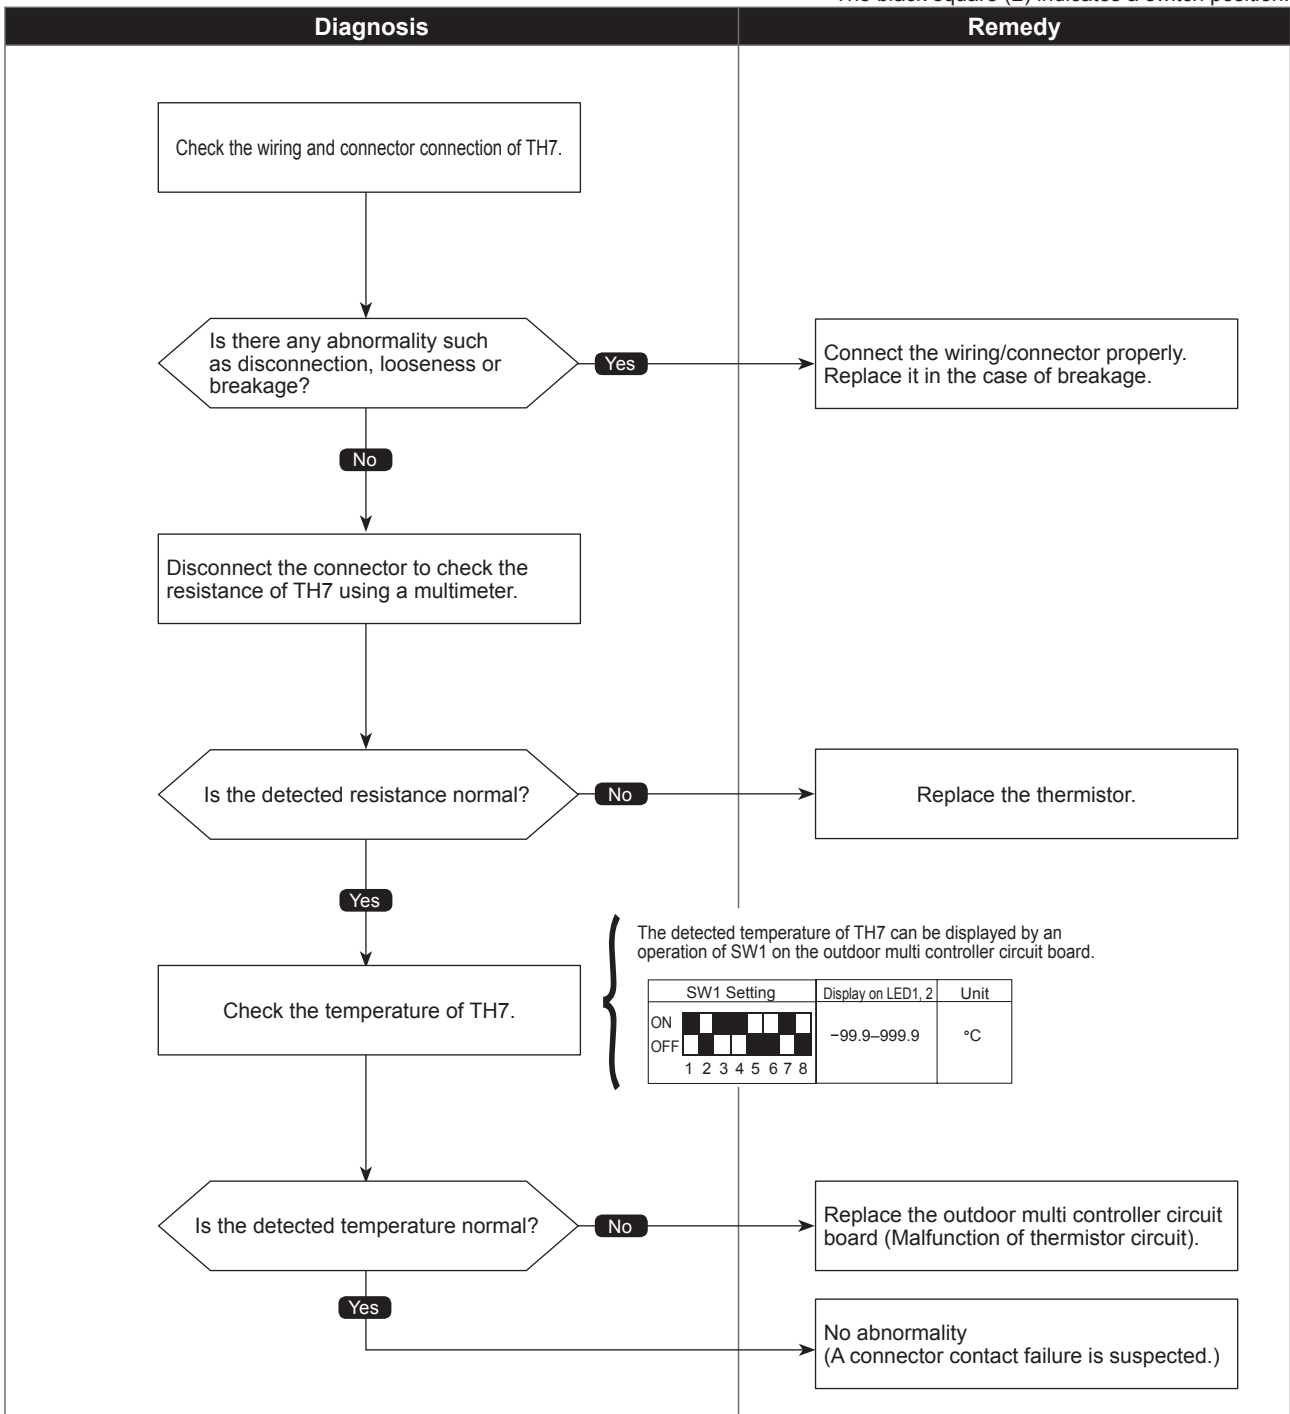 Diagnosis
Remedy
Check the wiring and connector connection of TH7.
Is there any abnormality such
as disconnection, looseness or
breakage?
Yes
Connect the wiring/connector properly.
Replace it in the case of breakage.
No
Disconnect the connector to check the
resistance of TH7 using a multimeter.
Is the detected resistance normal?
No
Replace the thermistor.
Yes
The detected temperature of TH7 can be displayed by an
operation of SW1 on the outdoor multi controller circuit board.
Check the temperature of TH7.
SW1 Setting
Display on LED1, 2
Unit
ON
OFF
1 2 3 4 5 6 7 8
−99.9–999.9
°C
Is the detected temperature normal?
No
Replace the outdoor multi controller circuit
board (Malfunction of thermistor circuit).
Yes
No abnormality
(A connector contact failure is suspected.)